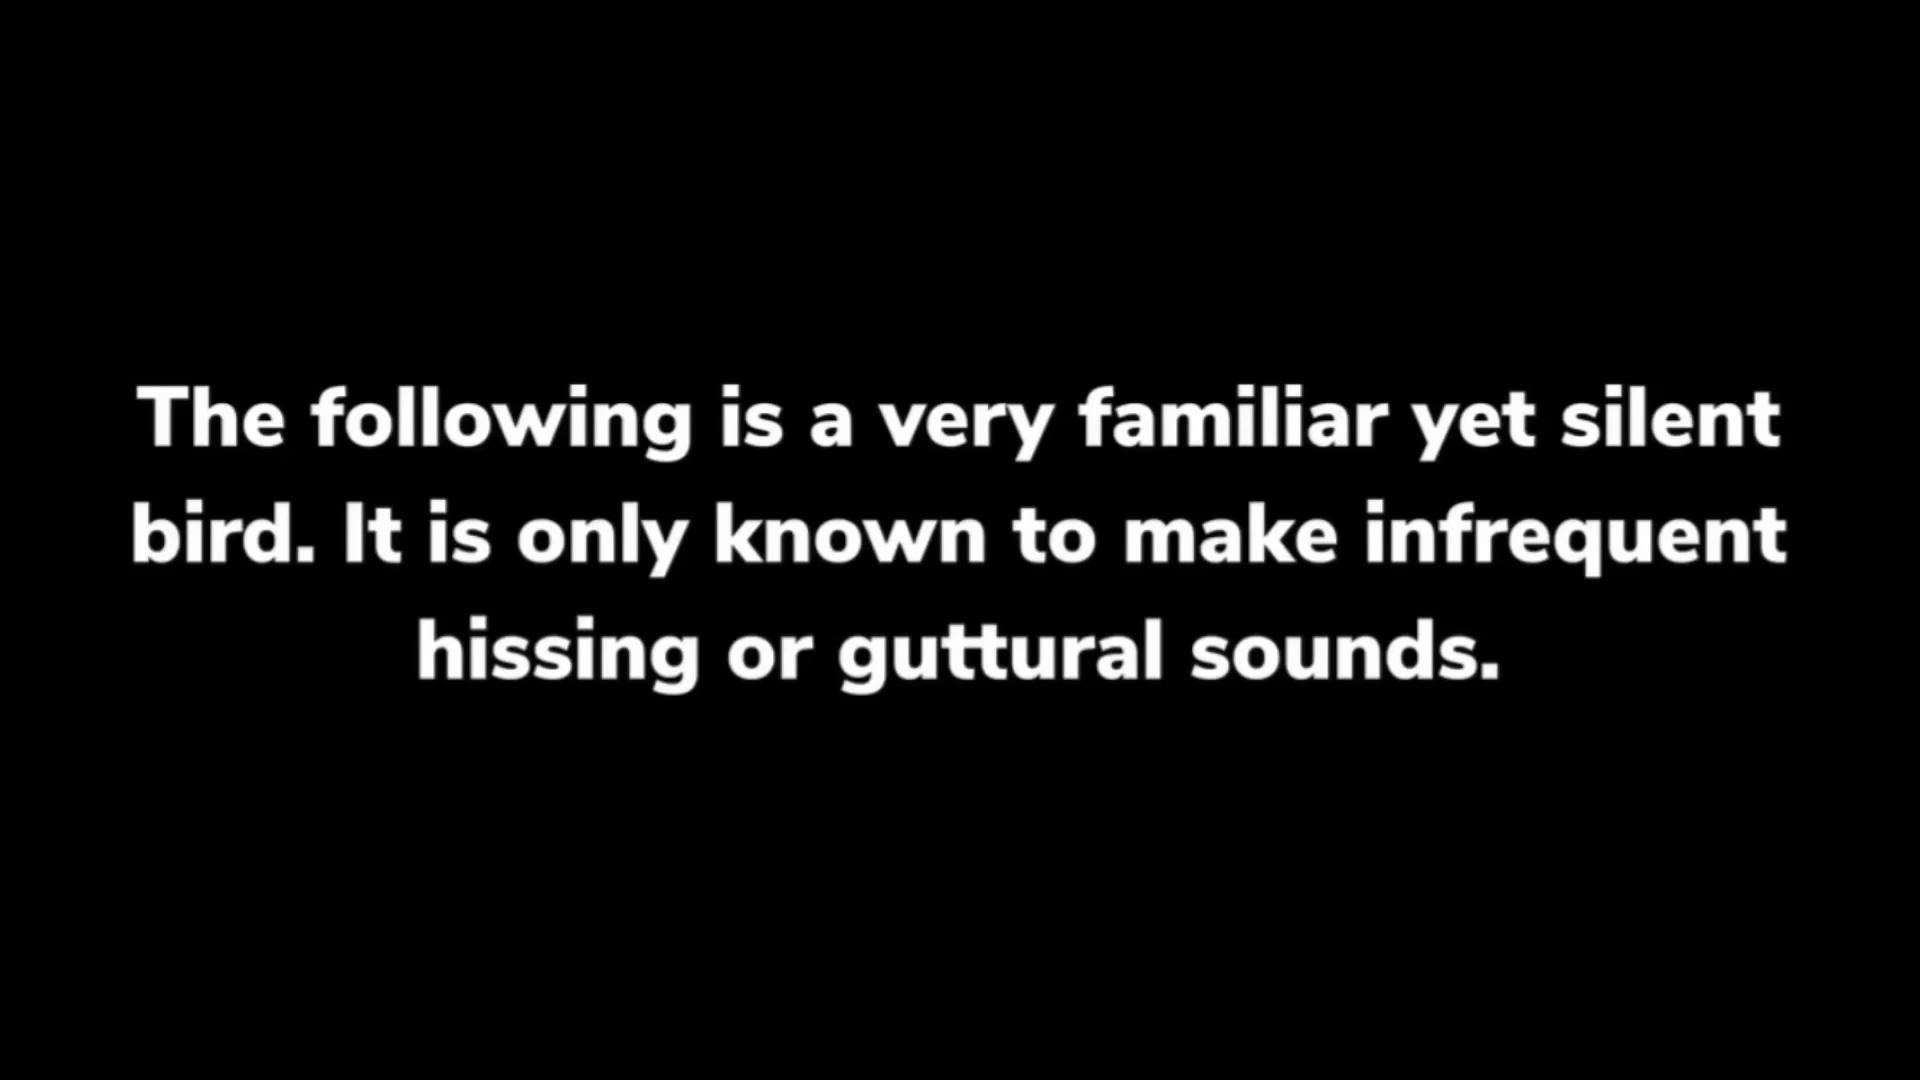 The following is a very familiar yet silent
bird. It is only known to make infrequent
hissing or guttural sounds.